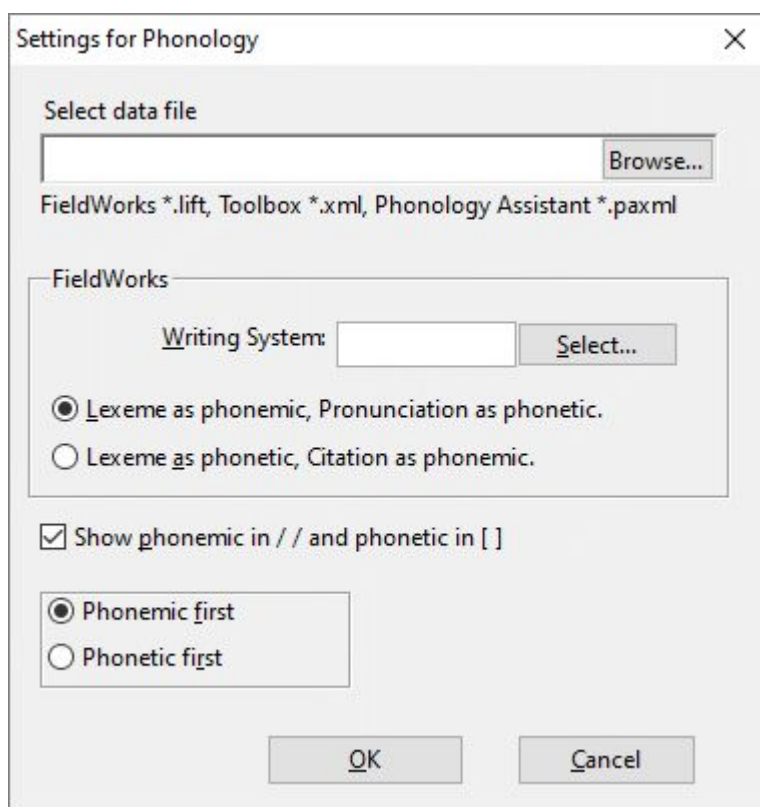 Settings for Phonology
Select data file
Browse...
FieldWorks *.lift, Toolbox *.xml, Phonology Assistant *.paxml
FieldWorks
Writing System:
Select...
Lexeme as phonemic, Pronunciation as phonetic.
Lexeme as phonetic, Citation as phonemic.
Show phonemic in / / and phonetic in [ ]
Phonemic first
Phonetic first
OK
Cancel